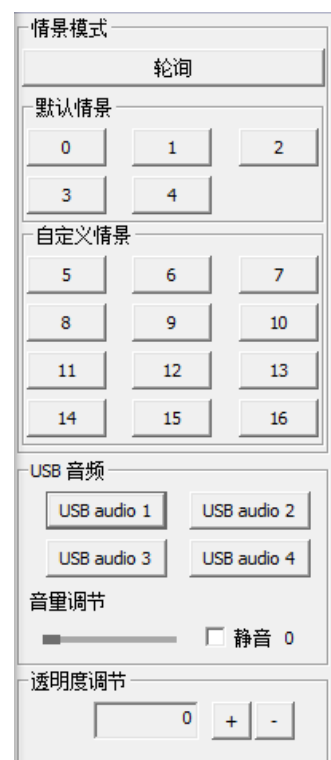 情景模式
轮询
默认情景
0 1 2
3 4
自定义情景
5 6 7
8 9 10
11 12 13
14 15 16
USB 音频
USB audio 1 USB audio 2
USB audio 3 USB audio 4
音量调节
静音 0
透明度调节
0 + -